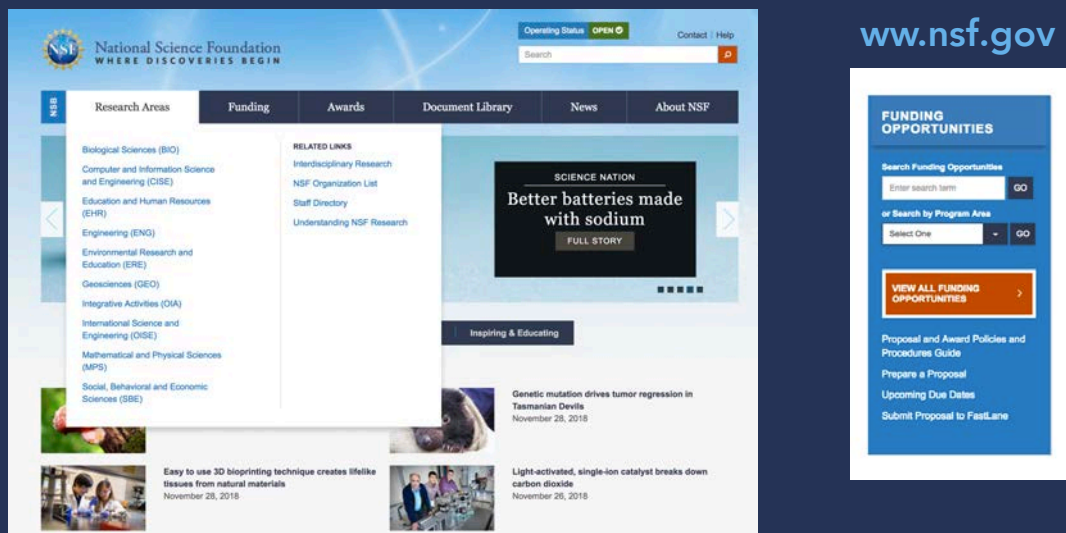 ww.nsf.gov
NSF
National Science Foundation
WHERE DISCOVERIES BEGIN
Operating Status OPEN
Contact | Help
Search
NSB
Research Areas
Funding
Awards
Document Library
News
About NSF
Biological Sciences (BIO)
Computer and Information Science
and Engineering (CISE)
Education and Human Resources
(EHR)
Engineering (ENG)
Environmental Research and
Education (ERE)
Geosciences (GEO)
Integrative Activities (OIA)
International Science and
Engineering (OISE)
Mathematical and Physical Sciences
(MPS)
Social, Behavioral and Economic
Sciences (SBE)
RELATED LINKS
Interdisciplinary Research
NSF Organization List
Staff Directory
Understanding NSF Research
SCIENCE NATION
Better batteries made
with sodium
FULL STORY
Inspiring & Educating
Genetic mutation drives tumor regression in
Tasmanian Devils
November 28, 2018
Easy to use 3D bioprinting technique creates lifelike
tissues from natural materials
November 28, 2018
Light-activated, single-ion catalyst breaks down
carbon dioxide
November 26, 2018
FUNDING
OPPORTUNITIES
Search Funding Opportunities
Enter search term
GO
or Search by Program Area
Select One
GO
VIEW ALL FUNDING
OPPORTUNITIES
Proposal and Award Policies and
Procedures Guide
Prepare a Proposal
Upcoming Due Dates
Submit Proposal to FastLane